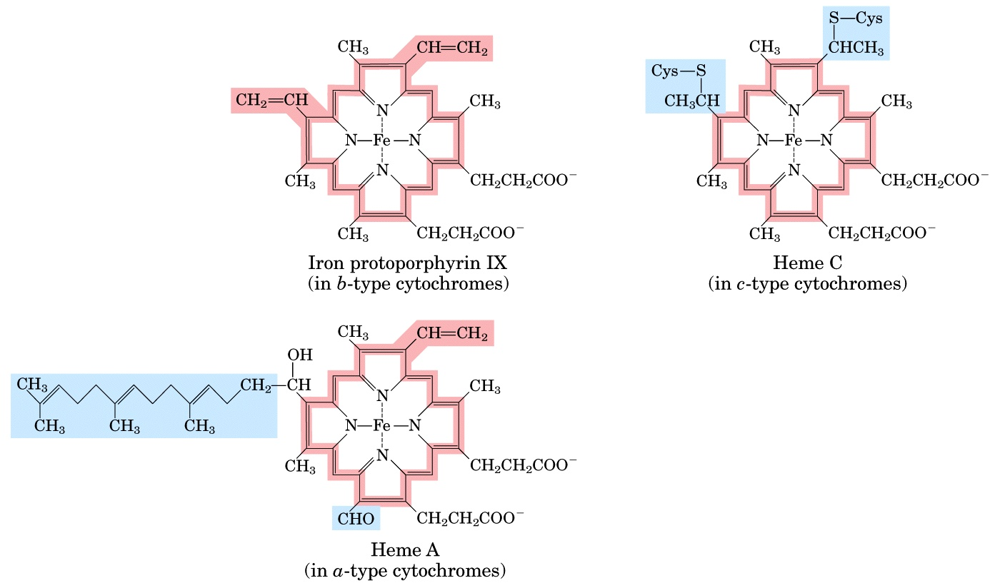 CH₃
CH=CH₂
CH₂=CH
CH₃
N
N—Fe—N
N
CH₃
CH₂CH₂COO⁻
CH₃
CH₂CH₂COO⁻
Iron protoporphyrin IX
(in b-type cytochromes)
S—Cys
CH₃
CHCH₃
Cys—S
CH₃CH
CH₃
N
N—Fe—N
N
CH₃
CH₂CH₂COO⁻
CH₃
CH₂CH₂COO⁻
Heme C
(in c-type cytochromes)
CH₃
CH=CH₂
OH
CH₃
CH₂—CH
CH₃
N
CH₃
CH₃
CH₃
N—Fe—N
N
CH₃
CH₂CH₂COO⁻
CHO
CH₂CH₂COO⁻
Heme A
(in a-type cytochromes)